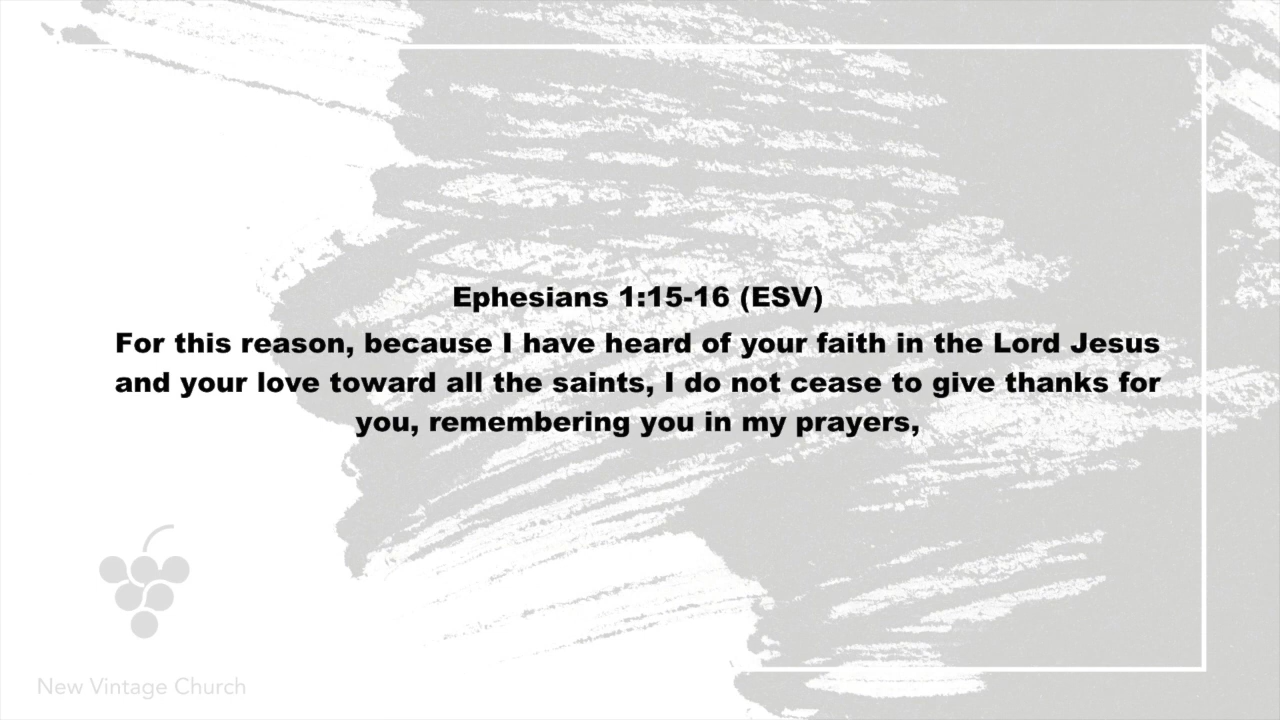 Ephesians 1:15-16 (ESV)
For this reason, because I have heard of your faith in the Lord Jesus
and your love toward all the saints, I do not cease to give thanks for
you, remembering you in my prayers,
New Vintage Church